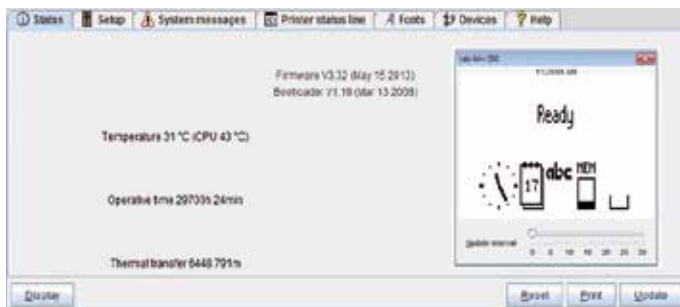 Status Setup System messages Printer status line Fonts Devices Help
Firmware V3.32 (May 15 2013)
Bootloader V1.19 (Mar 13 2008)
Ready
Temperature 31 °C (CPU 43 °C)
17 abc MEM
Operative time 29700h 24min
Update interval
Thermal transfer 6448.791m
Display Reset Print Update